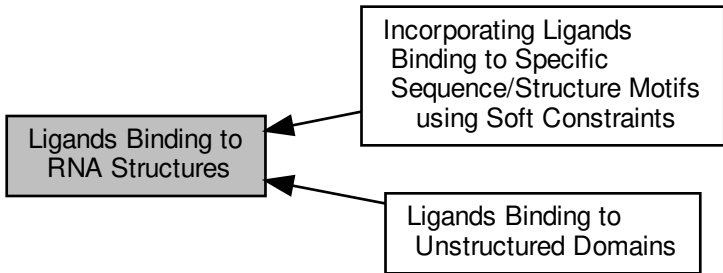 Ligands Binding to
RNA Structures
Incorporating Ligands
Binding to Specific
Sequence/Structure Motifs
using Soft Constraints
Ligands Binding to
Unstructured Domains